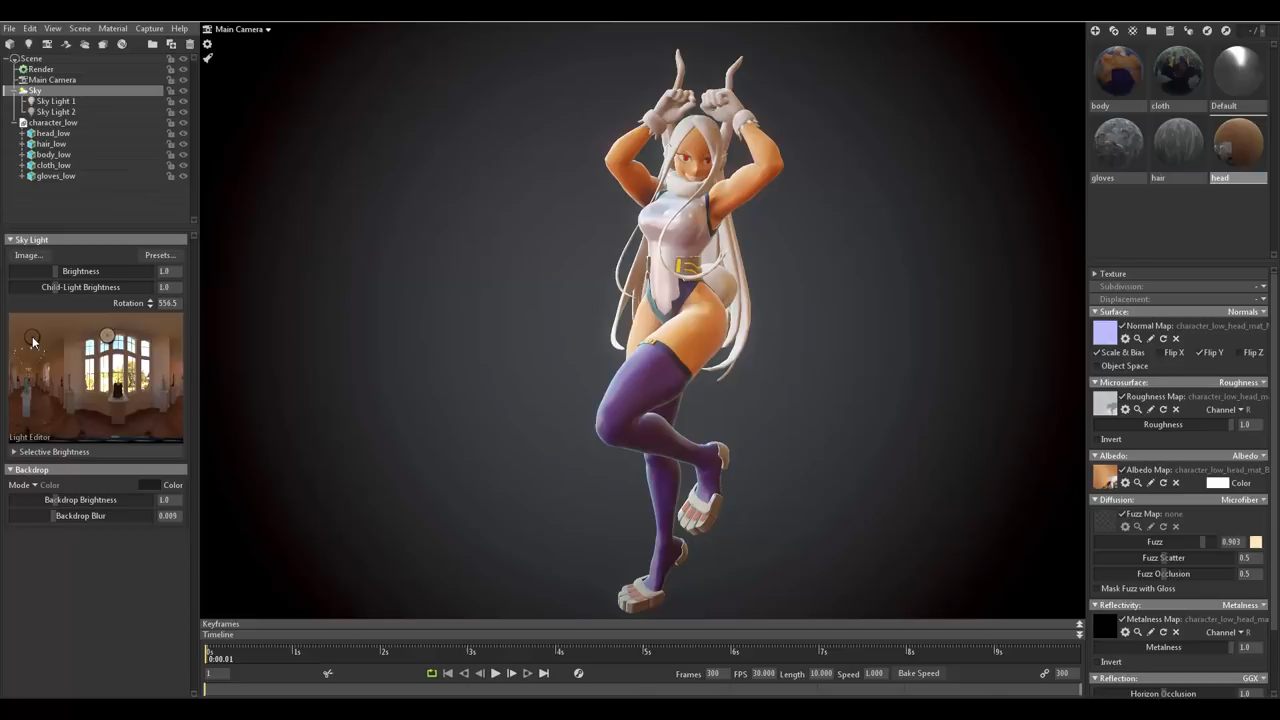 File Edit View Scene Material Capture Help
Scene
Render
Main Camera
Sky
Sky Light 1
Sky Light 2
character_low
head_low
hair_low
body_low
cloth_low
gloves_low
Sky Light
Image... Presets...
Brightness 1.0
Child-Light Brightness 1.0
Rotation 556.5
Light Editor
Selective Brightness
Backdrop
Mode Color Color
Backdrop Brightness 1.0
Backdrop Blur 0.009
Main Camera
Keyframes
Timeline
0s 1s 2s 3s 4s 5s 6s 7s 8s 9s
0:00.01
1 Frames 300 FPS 30.000 Length 10.000 Speed 1.000 Bake Speed 300
- /
body cloth Default
gloves hair head
Texture
Subdivision: -
Displacement: -
Surface: Normals
Normal Map: character_low_head_mat_
Scale & Bias Flip X Flip Y Flip Z
Object Space
Microsurface: Roughness
Roughness Map: character_low_head_m
Channel R
Roughness 1.0
Invert
Albedo: Albedo
Albedo Map: character_low_head_mat_B
Color
Diffusion: Microfiber
Fuzz Map: none
Fuzz 0.903
Fuzz Scatter 0.5
Fuzz Occlusion 0.5
Mask Fuzz with Gloss
Reflectivity: Metalness
Metalness Map: character_low_head_ma
Channel R
Metalness 1.0
Invert
Reflection: GGX
Horizon Occlusion 1.0